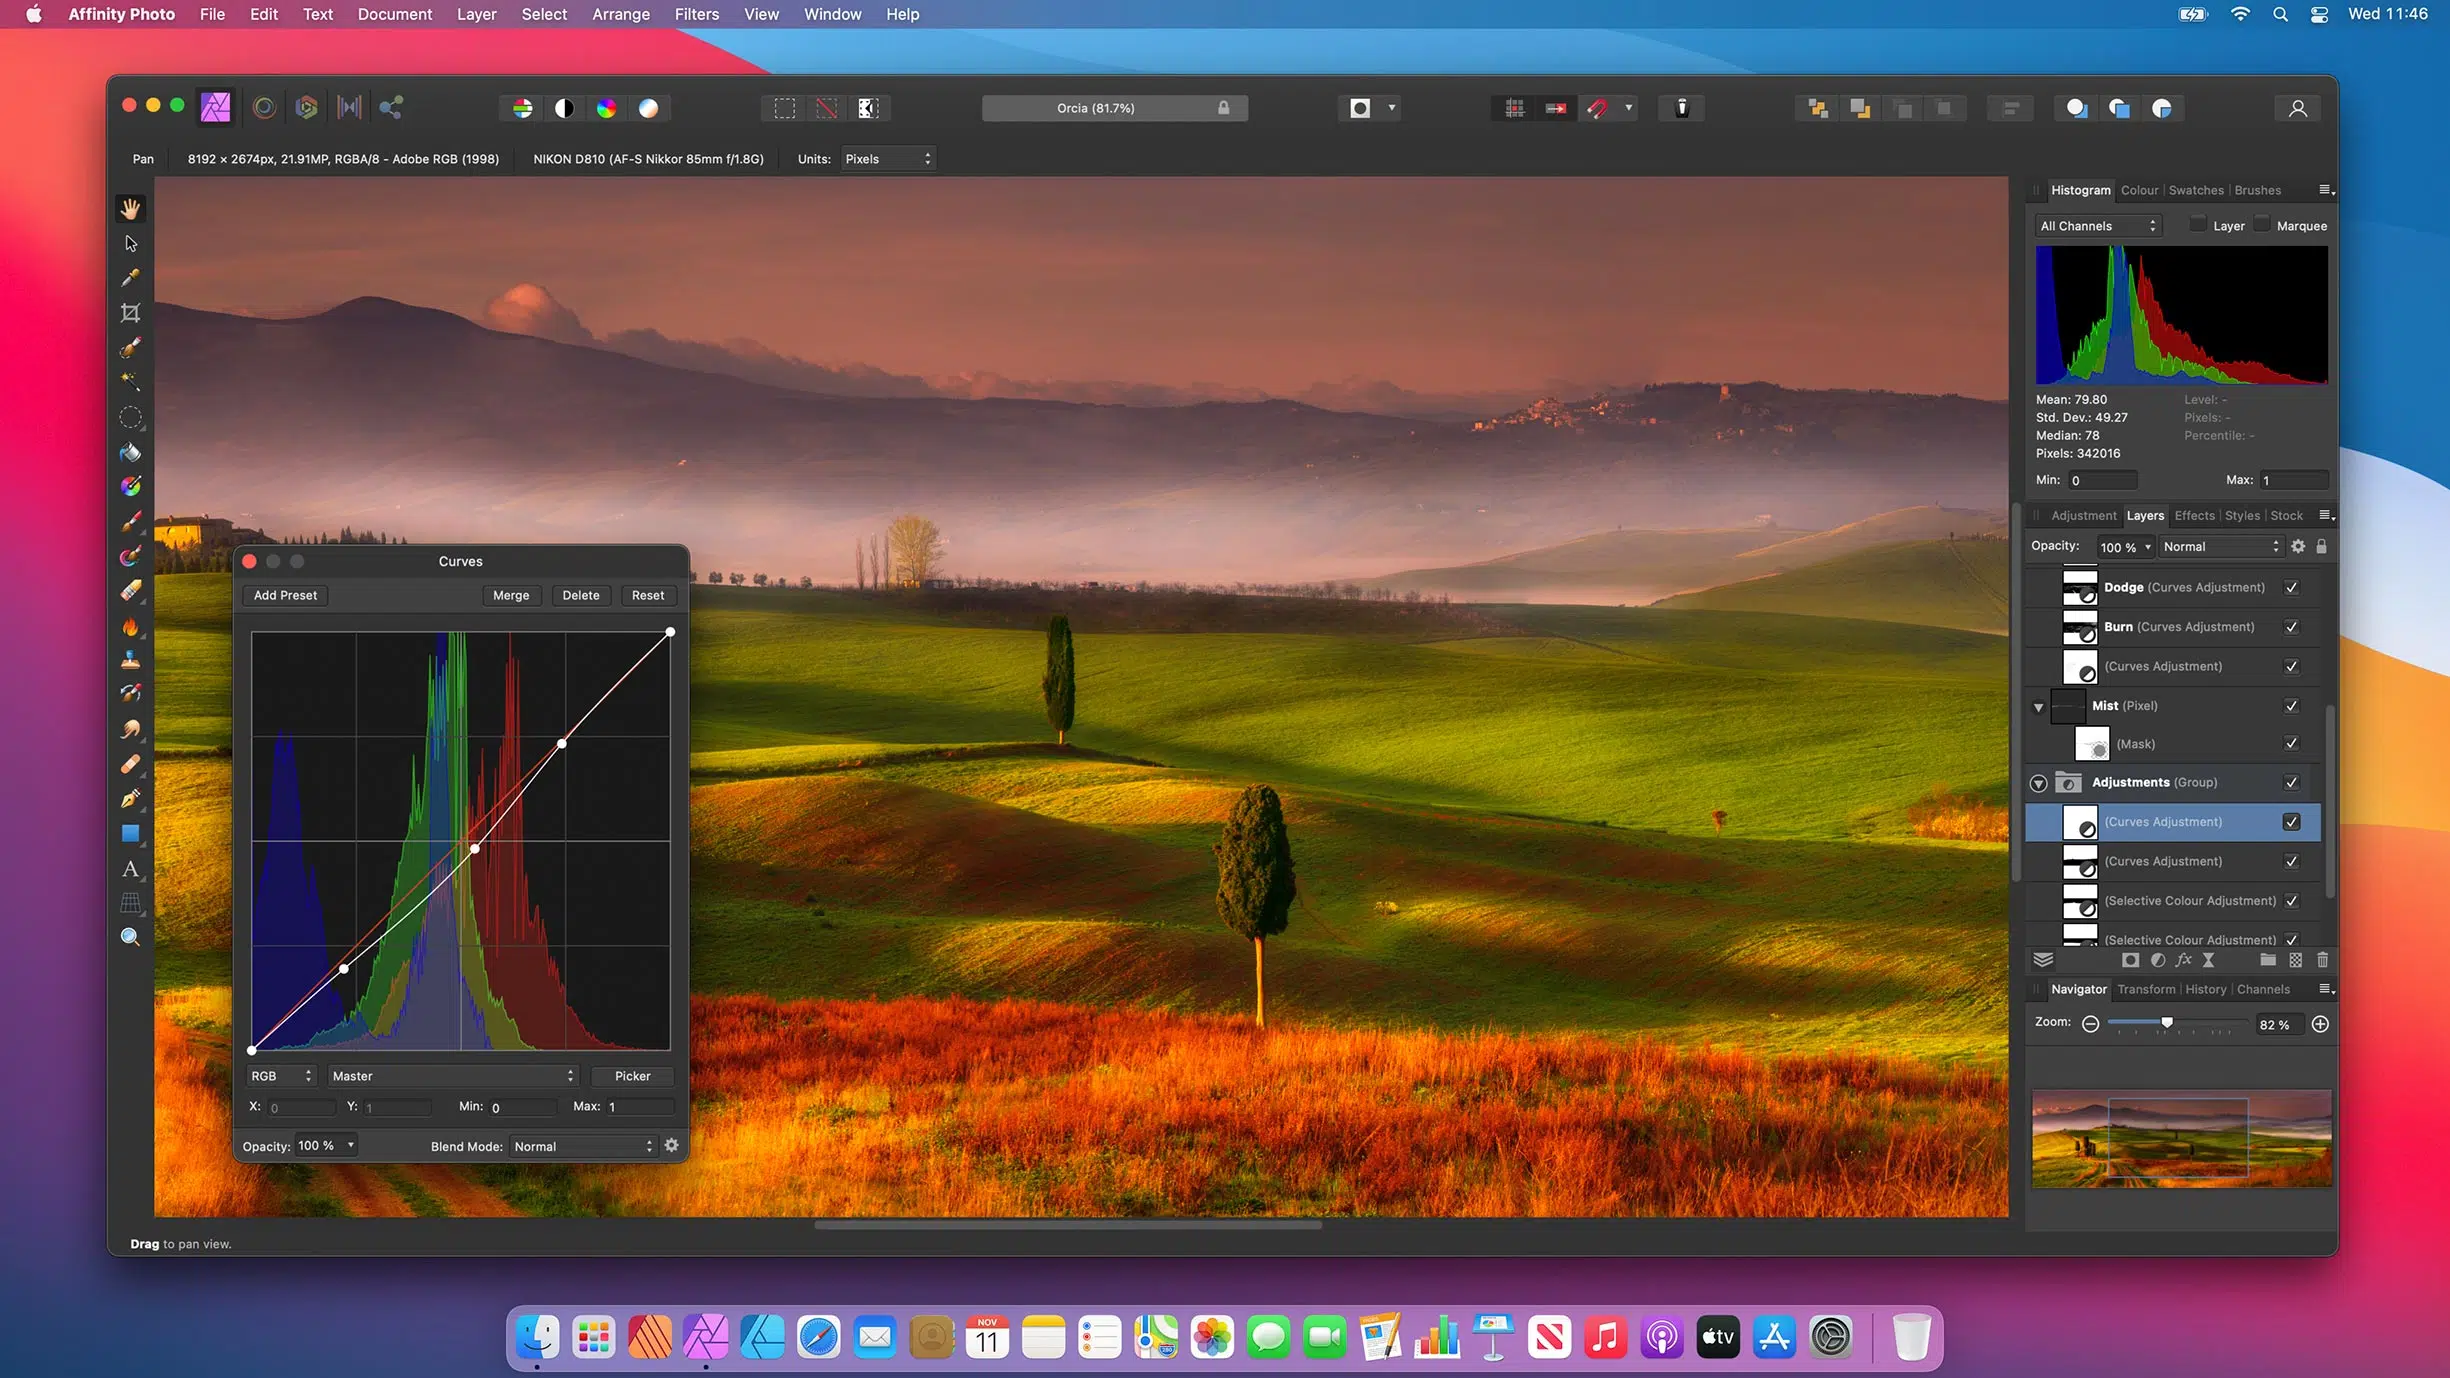 Affinity Photo File Edit Text Document Layer Select Arrange Filters View Window Help Wed 11:46
Orcia (81.7%)
Pan 8192 × 2674px, 21.91MP, RGBA/8 - Adobe RGB (1998) NIKON D810 (AF-S Nikkor 85mm f/1.8G) Units: Pixels
Histogram Colour Swatches Brushes
All Channels Layer Marquee
Mean: 79.80 Level: -
Std. Dev.: 49.27 Pixels: -
Median: 78 Percentile: -
Pixels: 342016
Min: 0 Max: 1
Adjustment Layers Effects Styles Stock
Opacity: 100 % Normal
Dodge (Curves Adjustment)
Burn (Curves Adjustment)
(Curves Adjustment)
Mist (Pixel)
(Mask)
Adjustments (Group)
(Curves Adjustment)
(Curves Adjustment)
(Selective Colour Adjustment)
(Selective Colour Adjustment)
fx
Navigator Transform History Channels
Zoom: 82 %
Curves
Add Preset Merge Delete Reset
RGB Master Picker
X: 0 Y: 1 Min: 0 Max: 1
Opacity: 100 % Blend Mode: Normal
A
Drag to pan view.
NOV
11
280
tv